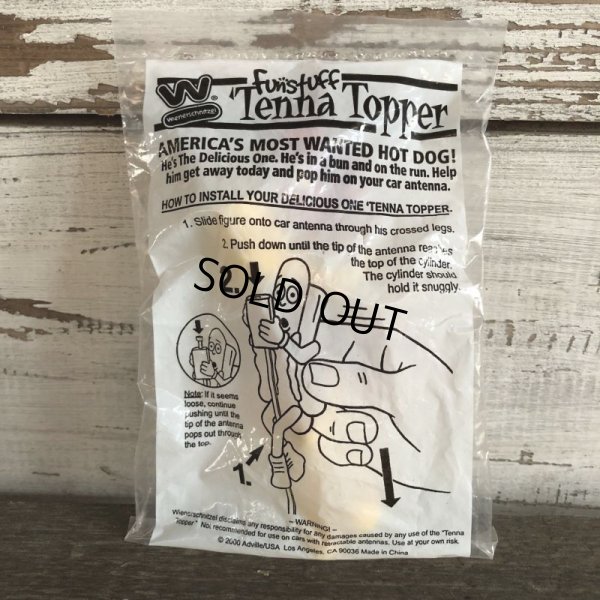 W®
Wienerschnitzel
funstuff
'Tenna Topper
AMERICA'S MOST WANTED HOT DOG!
He's The Delicious One. He's in a bun and on the run. Help
him get away today and pop him on your car antenna.
HOW TO INSTALL YOUR DELICIOUS ONE 'TENNA TOPPER.
1. Slide figure onto car antenna through his crossed legs.
2. Push down until the tip of the antenna reaches
the top of the cylinder.
The cylinder should
hold it snuggly.
2.
SOLD OUT
Note: If it seems
loose, continue
pushing until the
tip of the antenna
pops out through
the top.
1.
– WARNING! –
Wienerschnitzel disclaims any responsibility for any damages caused by any use of the "Tenna
Topper" No. recommended for use on cars with retractable antennas. Use at your own risk.
© 2000 Adville/USA Los Angeles, CA 90036 Made in China